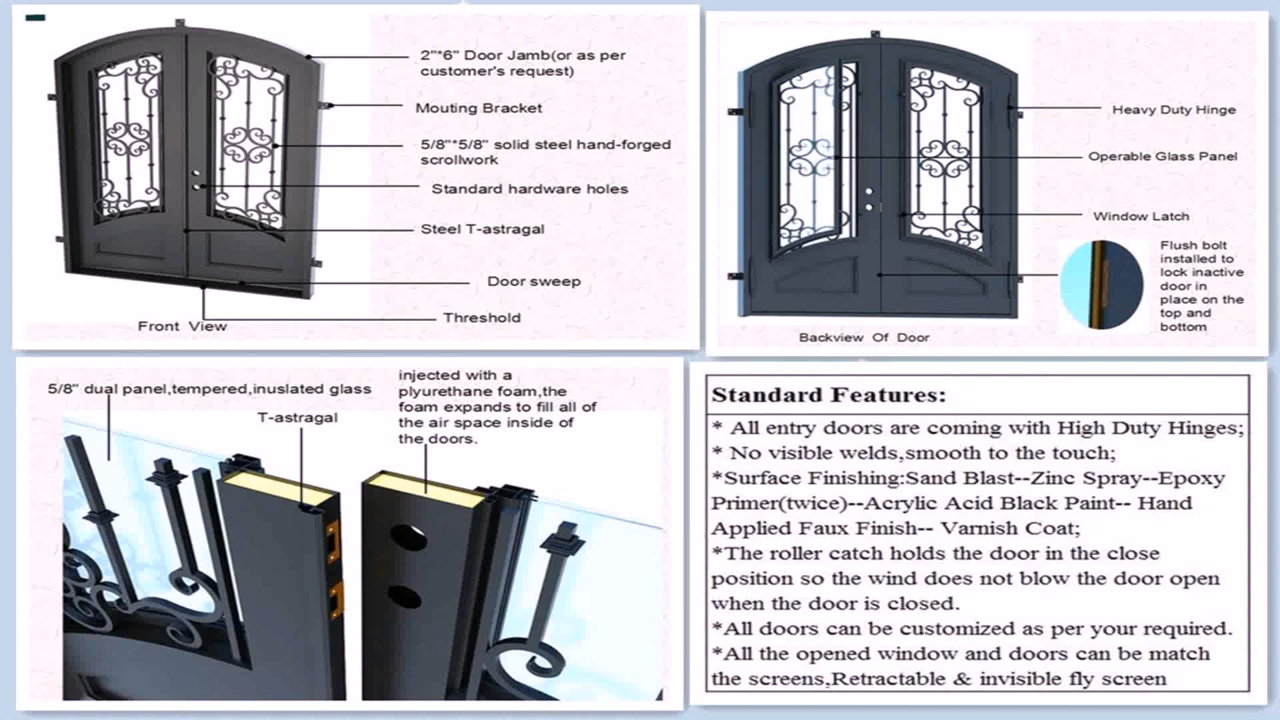 2"*6" Door Jamb(or as per
customer's request)
Mouting Bracket
5/8"*5/8" solid steel hand-forged
scrollwork
Standard hardware holes
Steel T-astragal
Door sweep
Threshold
Front View
Heavy Duty Hinge
Operable Glass Panel
Window Latch
Flush bolt
installed to
lock inactive
door in
place on the
top and
bottom
Backview Of Door
5/8" dual panel,tempered,inuslated glass
T-astragal
injected with a
plyurethane foam,the
foam expands to fill all of
the air space inside of
the doors.
Standard Features:
* All entry doors are coming with High Duty Hinges;
* No visible welds,smooth to the touch;
*Surface Finishing:Sand Blast--Zinc Spray--Epoxy
Primer(twice)--Acrylic Acid Black Paint-- Hand
Applied Faux Finish-- Varnish Coat;
*The roller catch holds the door in the close
position so the wind does not blow the door open
when the door is closed.
*All doors can be customized as per your required.
*All the opened window and doors can be match
the screens,Retractable & invisible fly screen